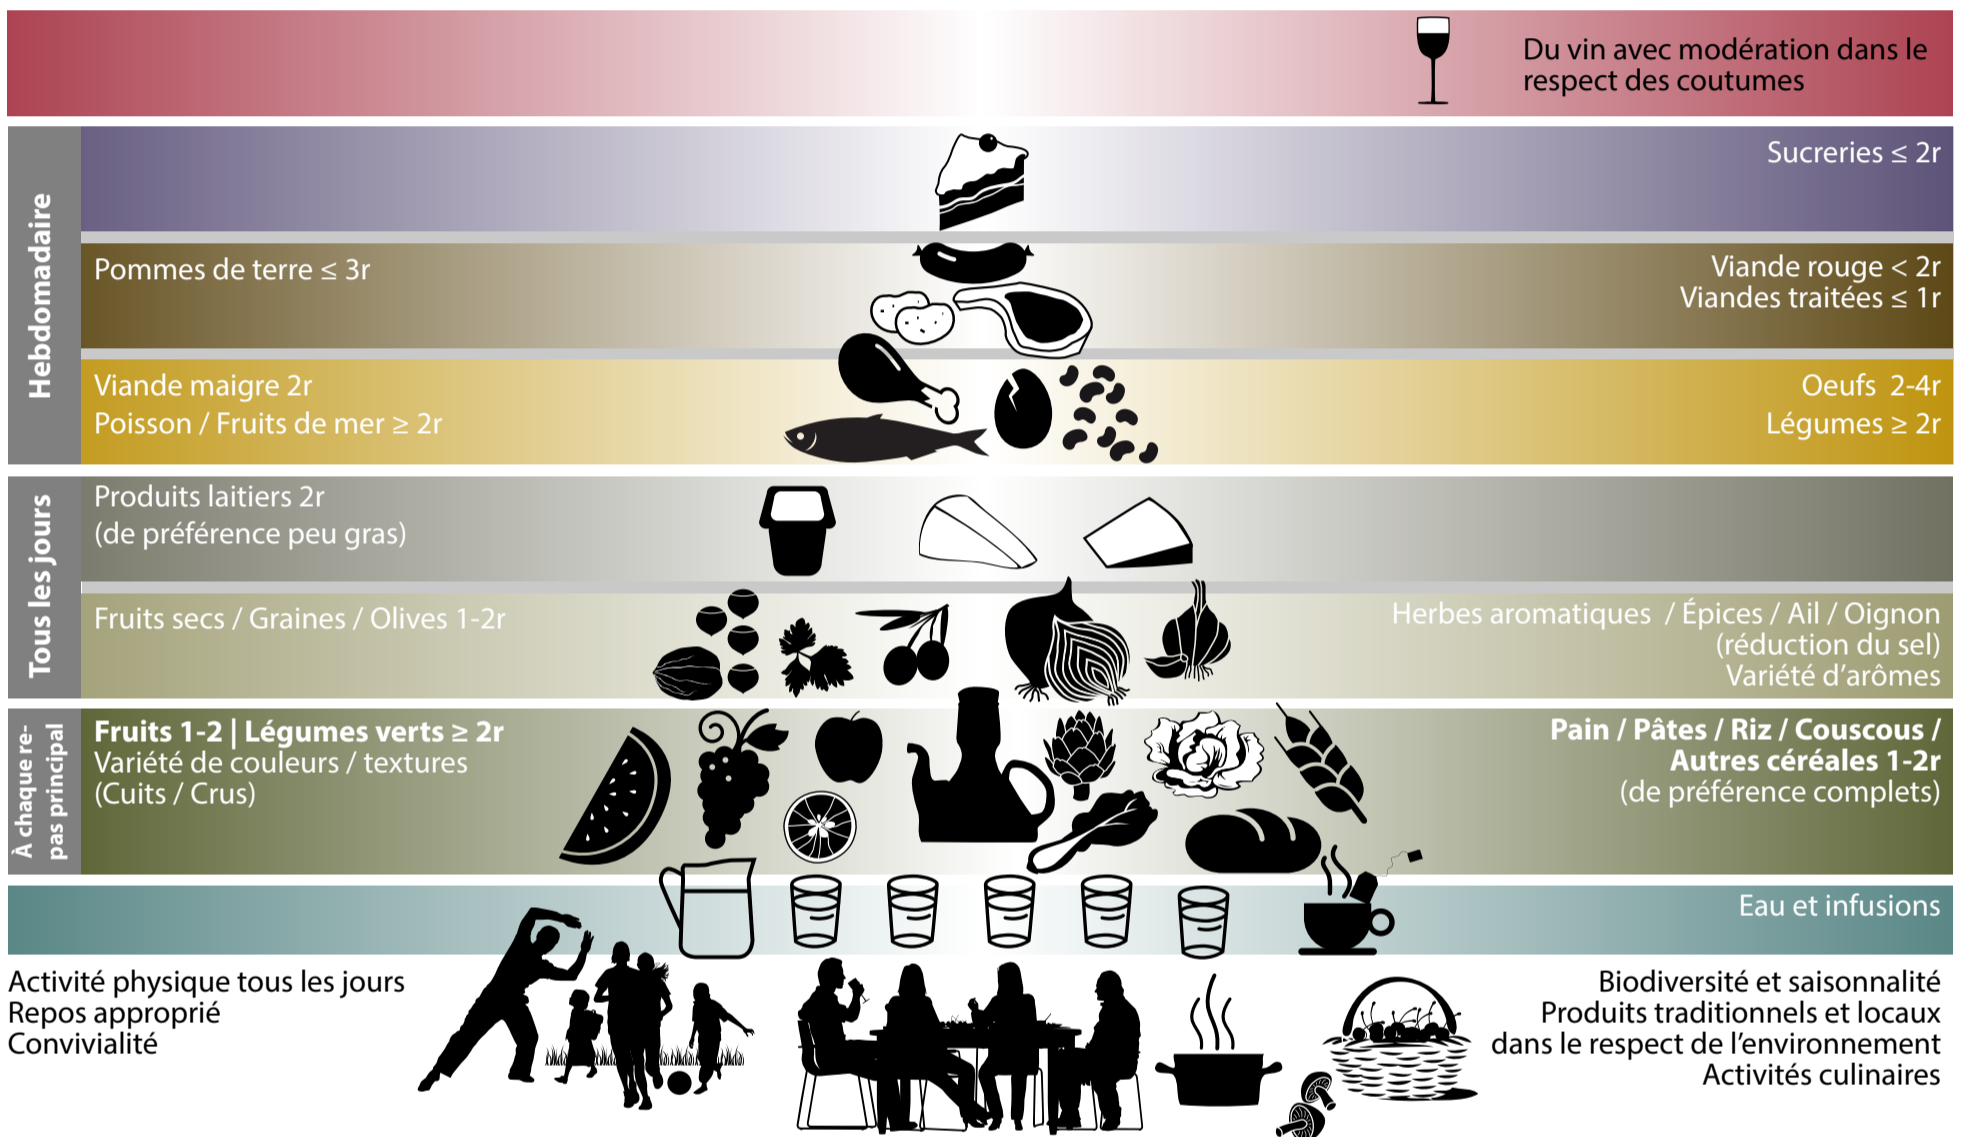 Du vin avec modération dans le
respect des coutumes
Hebdomadaire
Sucreries ≤ 2r
Pommes de terre ≤ 3r
Viande rouge < 2r
Viandes traitées ≤ 1r
Viande maigre 2r
Poisson / Fruits de mer ≥ 2r
Oeufs 2-4r
Légumes ≥ 2r
Tous les jours
Produits laitiers 2r
(de préférence peu gras)
Fruits secs / Graines / Olives 1-2r
Herbes aromatiques / Épices / Ail / Oignon
(réduction du sel)
Variété d’arômes
À chaque re-
pas principal
Fruits 1-2 | Légumes verts ≥ 2r
Variété de couleurs / textures
(Cuits / Crus)
Pain / Pâtes / Riz / Couscous /
Autres céréales 1-2r
(de préférence complets)
Eau et infusions
Activité physique tous les jours
Repos approprié
Convivialité
Biodiversité et saisonnalité
Produits traditionnels et locaux
dans le respect de l’environnement
Activités culinaires